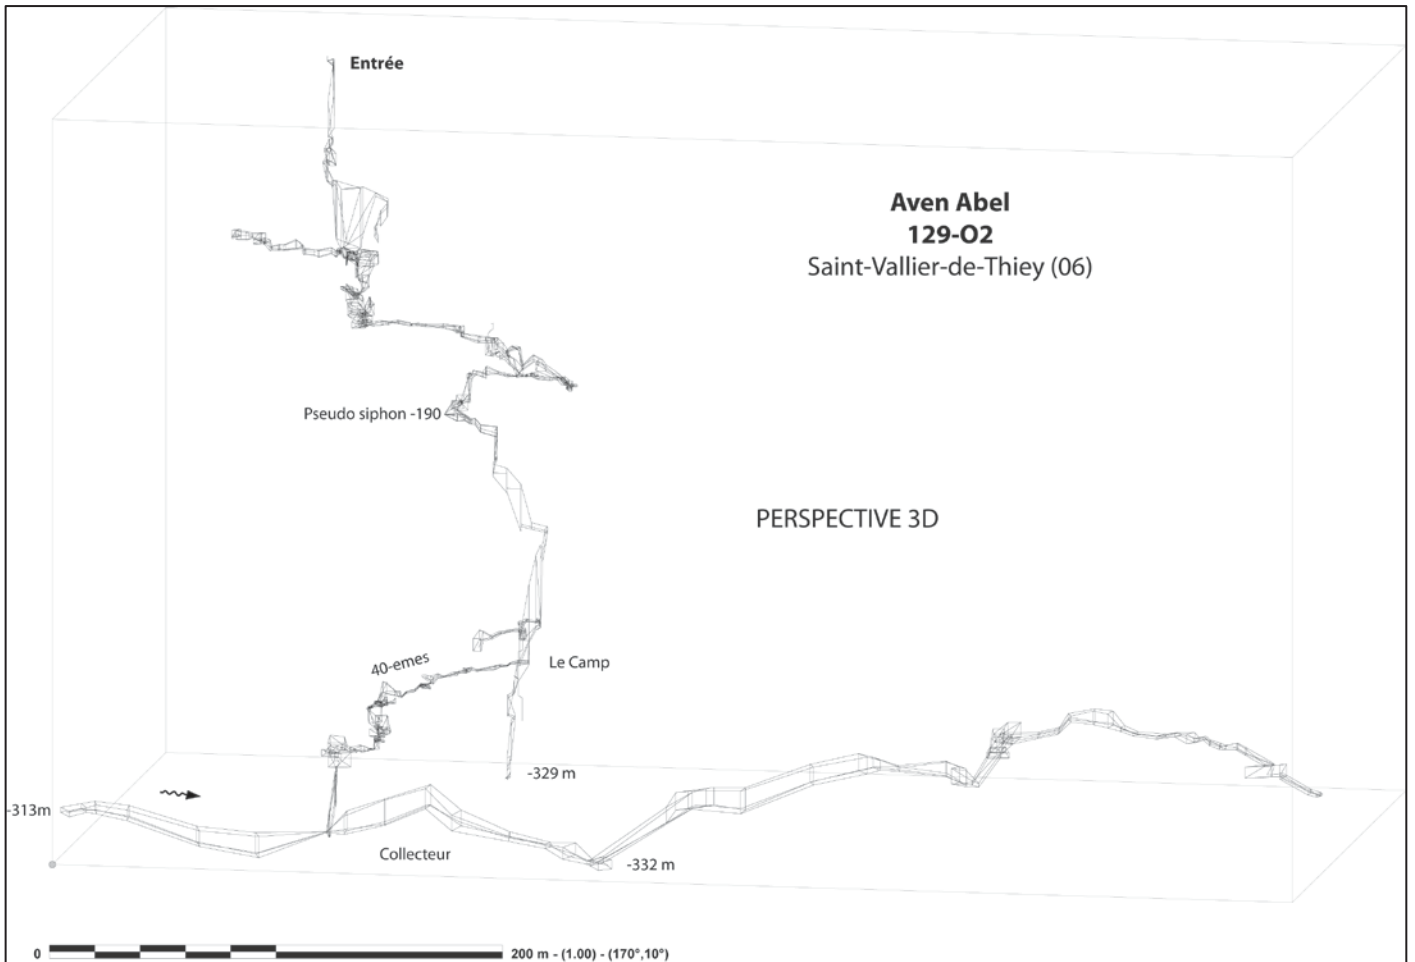 Entrée
Aven Abel
129-O2
Saint-Vallier-de-Thiey (06)
Pseudo siphon -190
PERSPECTIVE 3D
40-emes
Le Camp
-329 m
-313m
Collecteur
-332 m
0
200 m - (1.00) - (170°,10°)